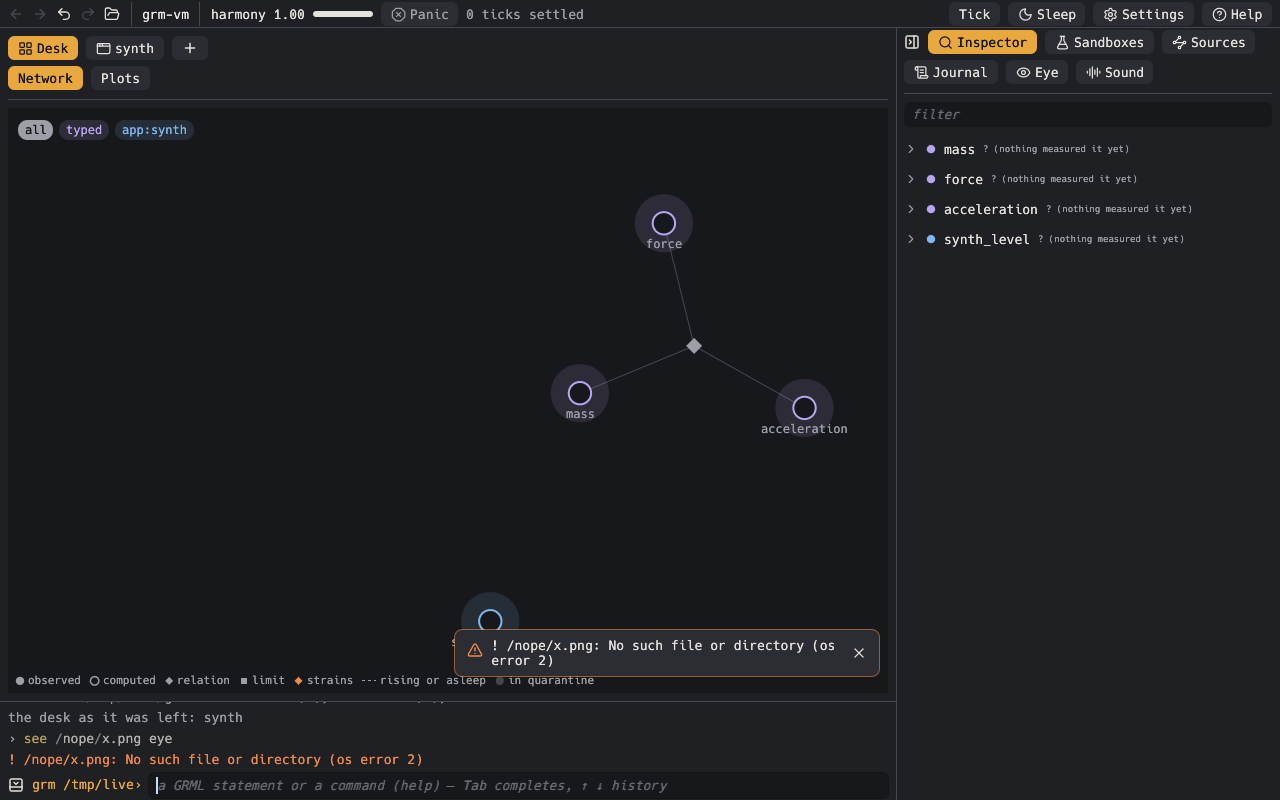 grm-vm harmony 1.00 Panic 0 ticks settled Tick Sleep Settings Help
Desk synth +
Network Plots
Inspector Sandboxes Sources
Journal Eye Sound
filter
mass ? (nothing measured it yet)
force ? (nothing measured it yet)
acceleration ? (nothing measured it yet)
synth_level ? (nothing measured it yet)
all typed app:synth
force
mass
acceleration
! /nope/x.png: No such file or directory (os
error 2)
observed computed relation limit strains rising or asleep in quarantine
the desk as it was left: synth
› see /nope/x.png eye
! /nope/x.png: No such file or directory (os error 2)
grm /tmp/live› a GRML statement or a command (help) — Tab completes, ↑ ↓ history